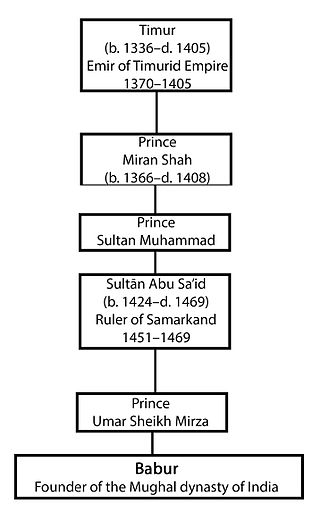 Timur
(b. 1336–d. 1405)
Emir of Timurid Empire
1370–1405
Prince
Miran Shah
(b. 1366–d. 1408)
Prince
Sultan Muhammad
Sultān Abu Sa’id
(b. 1424–d. 1469)
Ruler of Samarkand
1451–1469
Prince
Umar Sheikh Mirza
Babur
Founder of the Mughal dynasty of India